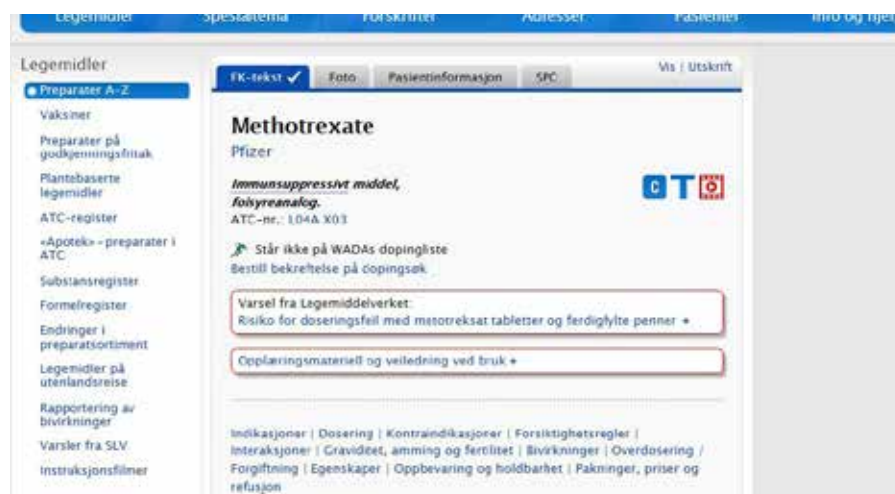 Legemidler Spesialtema Forskrifter Adresser Pasienter Info og
Legemidler
Preparater A-Z
Vaksiner
Preparater på
godkjenningsfritak
Plantebaserte
legemidler
ATC-register
«Apotek» - preparater i
ATC
Substansregister
Formelregister
Endringer i
preparatsortiment
Legemidler på
utenlandsreise
Rapportering av
bivirkninger
Varsler fra SLV
Instruksjonsfilmer
FK-tekst ✓ Foto Pasientinformasjon SPC
Vis | Utskrift
Methotrexate
Pfizer
Immunsuppressivt middel,
folsyreanalog.
C T
ATC-nr.: L04A X03
Står ikke på WADAs dopingliste
Bestill bekreftelse på dopingsøk
Varsel fra Legemiddelverket:
Risiko for doseringsfeil med metotreksat tabletter og ferdigfylte penner +
Opplæringsmateriell og veiledning ved bruk +
Indikasjoner | Dosering | Kontraindikasjoner | Forsiktighetsregler |
Interaksjoner | Graviditet, amming og fertilitet | Bivirkninger | Overdosering /
Forgiftning | Egenskaper | Oppbevaring og holdbarhet | Pakninger, priser og
refusjon